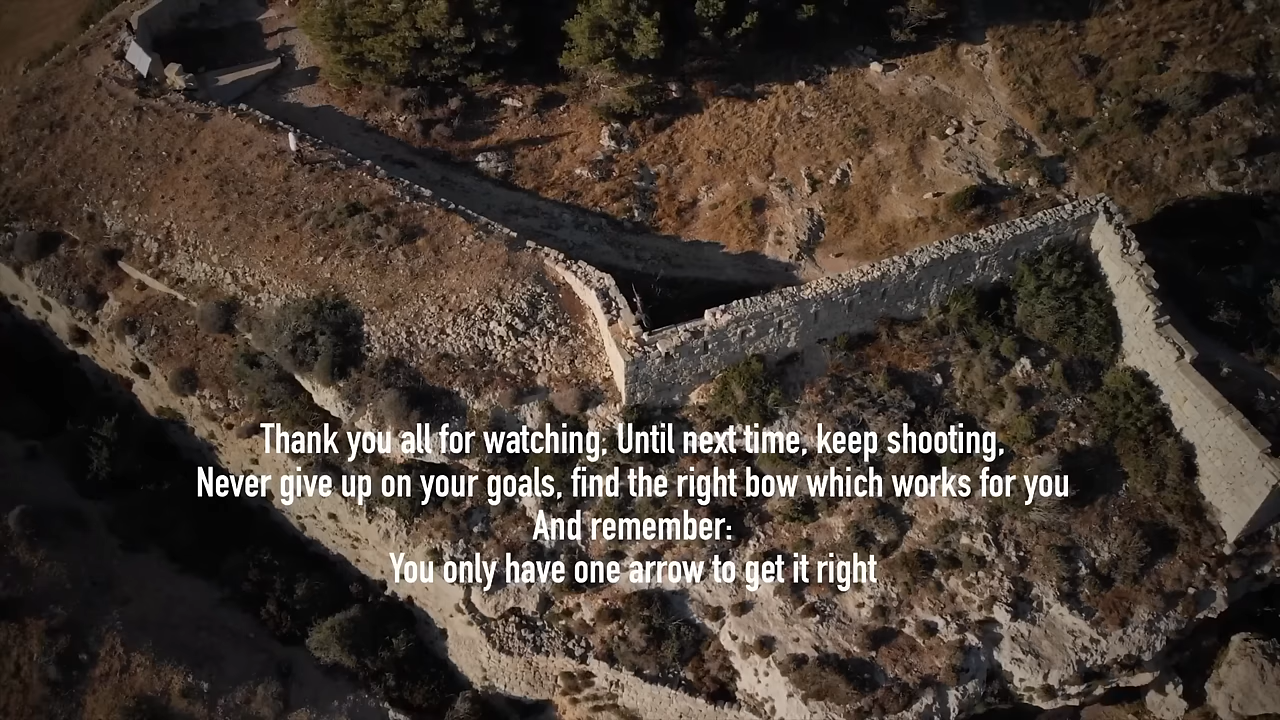 Thank you all for watching, Until next time, keep shooting,
Never give up on your goals, find the right bow which works for you
And remember:
You only have one arrow to get it right